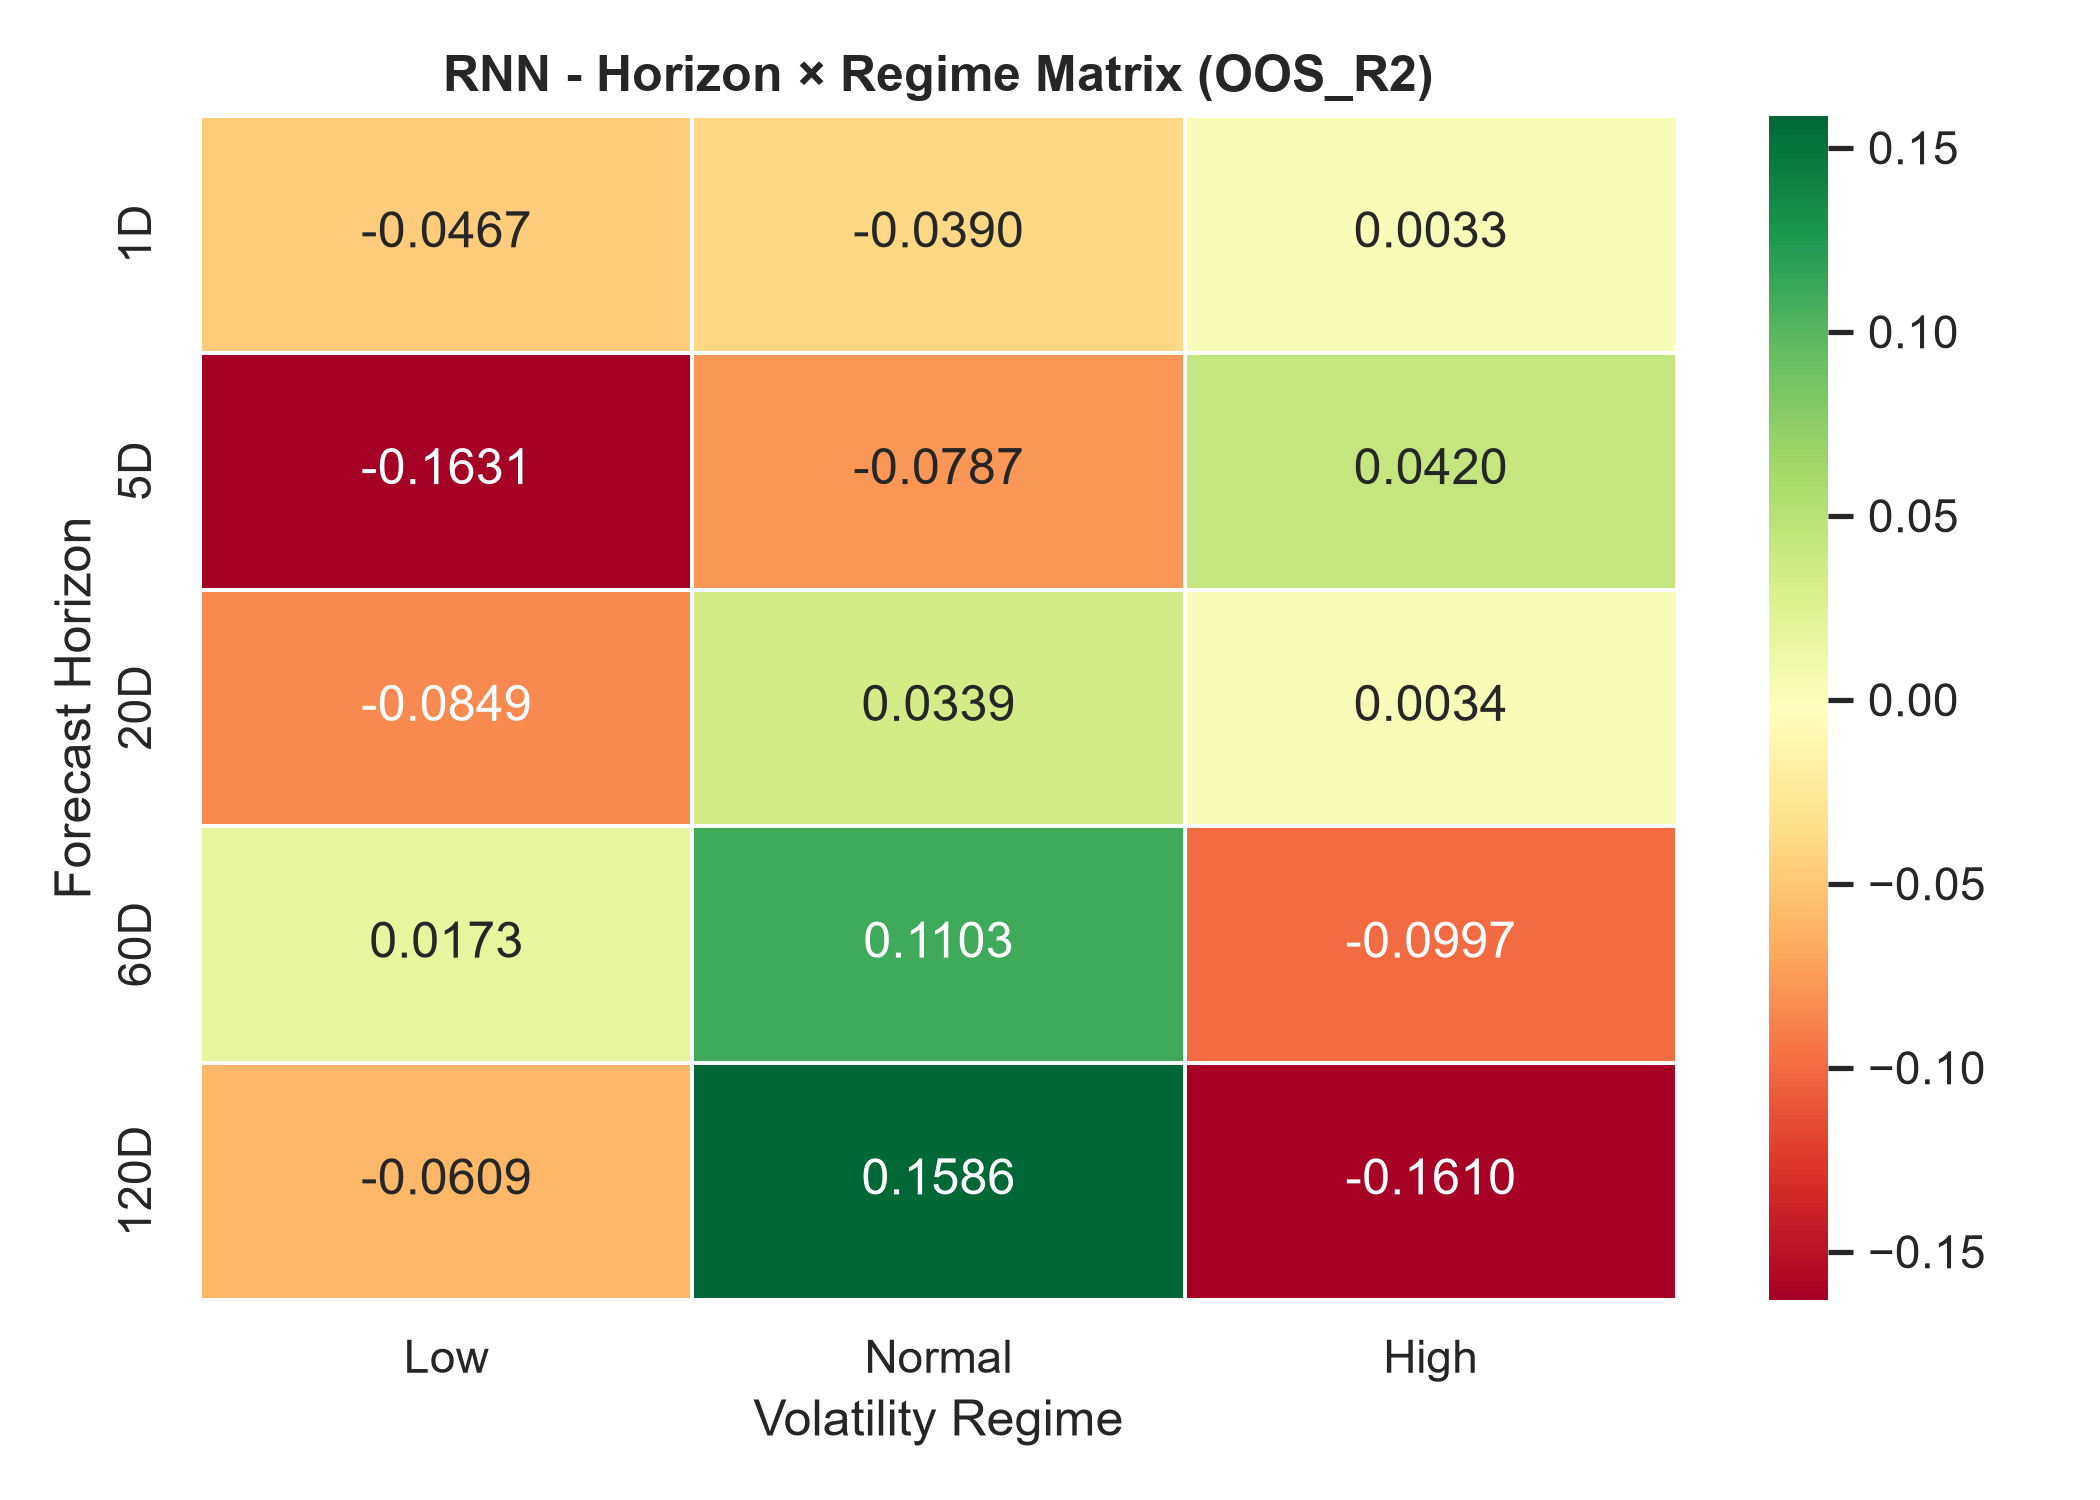 RNN - Horizon × Regime Matrix (OOS_R2)
Forecast Horizon
1D -0.0467 -0.0390 0.0033
5D -0.1631 -0.0787 0.0420
20D -0.0849 0.0339 0.0034
60D 0.0173 0.1103 -0.0997
120D -0.0609 0.1586 -0.1610
Low Normal High
Volatility Regime
0.15
0.10
0.05
0.00
−0.05
−0.10
−0.15